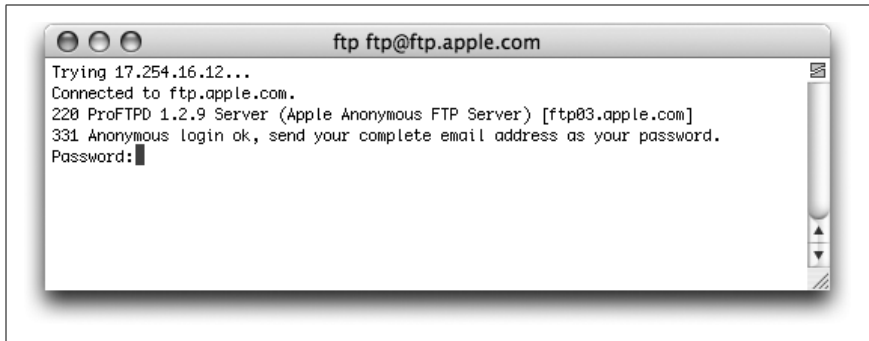 ftp ftp@ftp.apple.com
Trying 17.254.16.12...
Connected to ftp.apple.com.
220 ProFTPD 1.2.9 Server (Apple Anonymous FTP Server) [ftp03.apple.com]
331 Anonymous login ok, send your complete email address as your password.
Password: